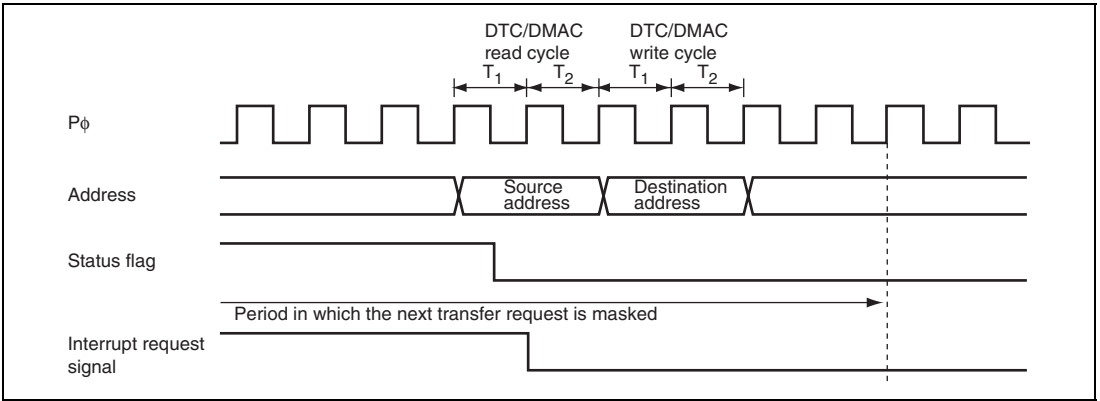 DTC/DMAC DTC/DMAC
read cycle write cycle
T1 T2 T1 T2
Pϕ
Address
Source
address
Destination
address
Status flag
Period in which the next transfer request is masked
Interrupt request
signal